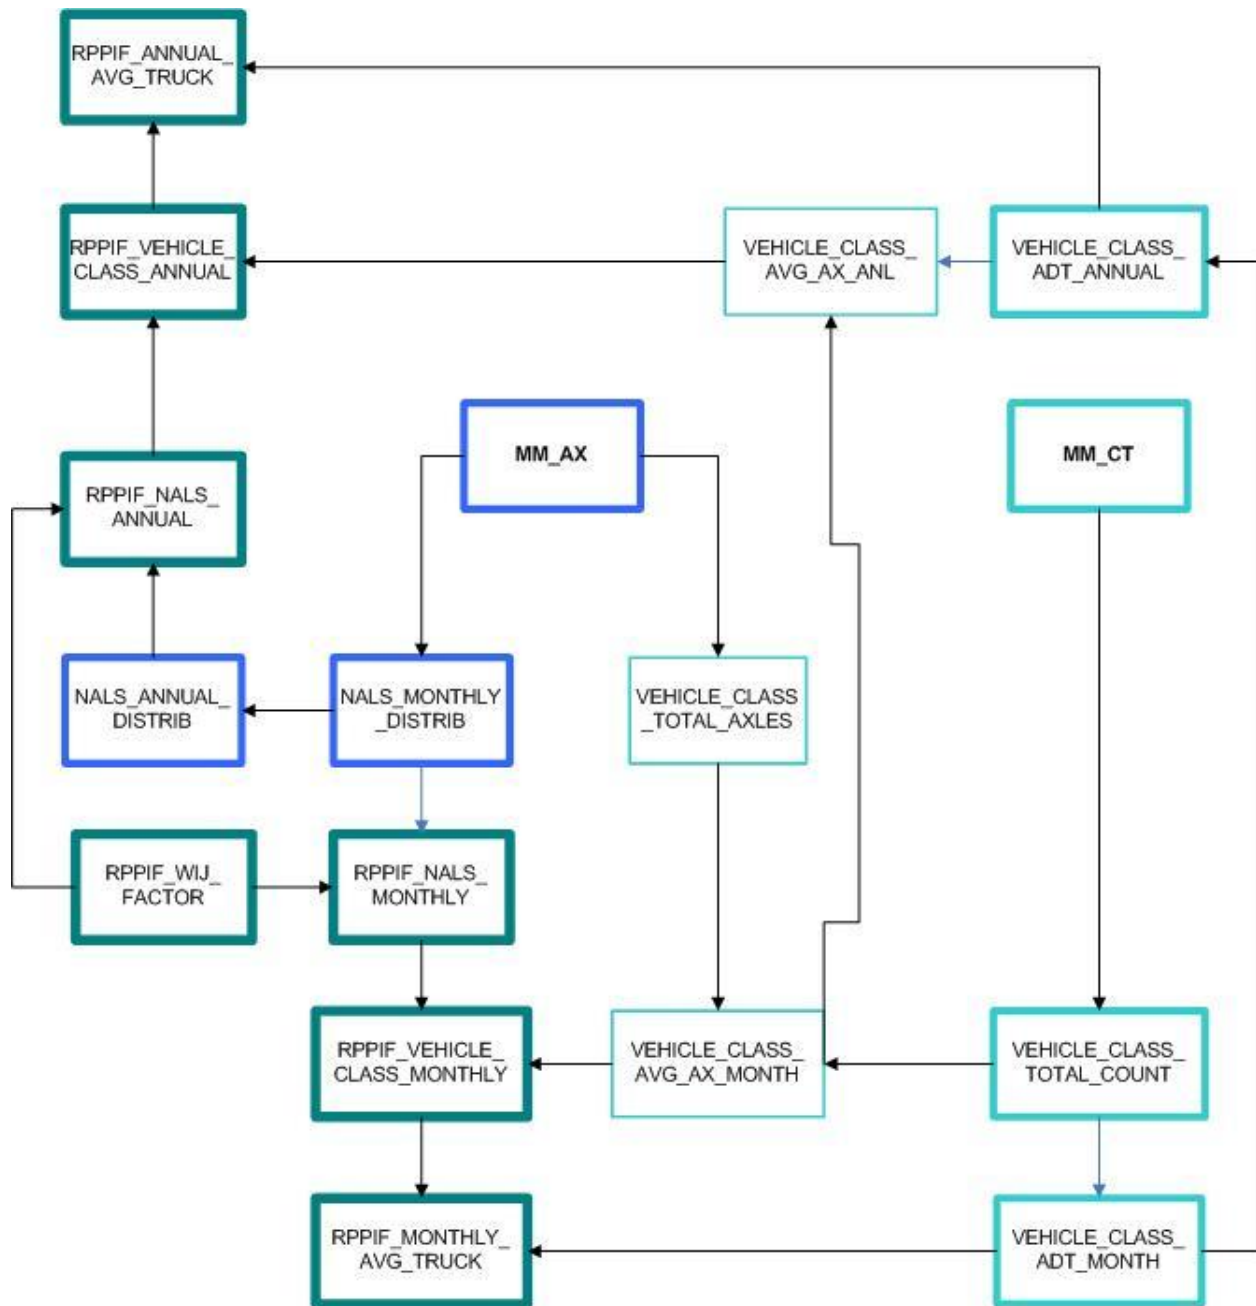 RPPIF_ANNUAL_
AVG_TRUCK
RPPIF_VEHICLE_
CLASS_ANNUAL
VEHICLE_CLASS_
AVG_AX_ANL
VEHICLE_CLASS_
ADT_ANNUAL
MM_AX
MM_CT
RPPIF_NALS_
ANNUAL
NALS_ANNUAL_
DISTRIB
NALS_MONTHLY
_DISTRIB
VEHICLE_CLASS
_TOTAL_AXLES
RPPIF_WIJ_
FACTOR
RPPIF_NALS_
MONTHLY
RPPIF_VEHICLE_
CLASS_MONTHLY
VEHICLE_CLASS_
AVG_AX_MONTH
VEHICLE_CLASS_
TOTAL_COUNT
RPPIF_MONTHLY_
AVG_TRUCK
VEHICLE_CLASS_
ADT_MONTH